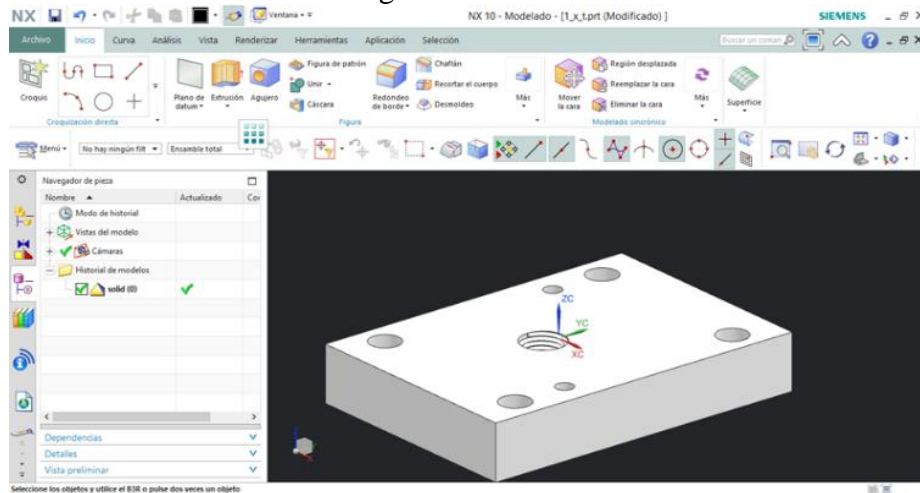 NX Ventana NX 10 - Modelado - [1_x_t.prt (Modificado) ] SIEMENS
Archivo Inicio Curva Análisis Vista Renderizar Herramientas Aplicación Selección Buscar un
Croquis
Croquización directa
Plano de datum Extrusión Agujero
Figura de patrón
Unir
Cáscara
Redondeo de borde
Chaflán
Recortar el cuerpo
Desmoldeo
Más
Figura
Mover la cara
Región desplazada
Reemplazar la cara
Eliminar la cara
Más
Modelado sincrónico
Superficie
Menú No hay ningún filt Ensamble total
Navegador de pieza
Nombre Actualizado Cor
Modo de historial
Vistas del modelo
Cámaras
Historial de modelos
solid (0)
ZC
YC
XC
Dependencias
Detalles
Vista preliminar
Seleccione los objetos y utilice el B3R o pulse dos veces un objeto